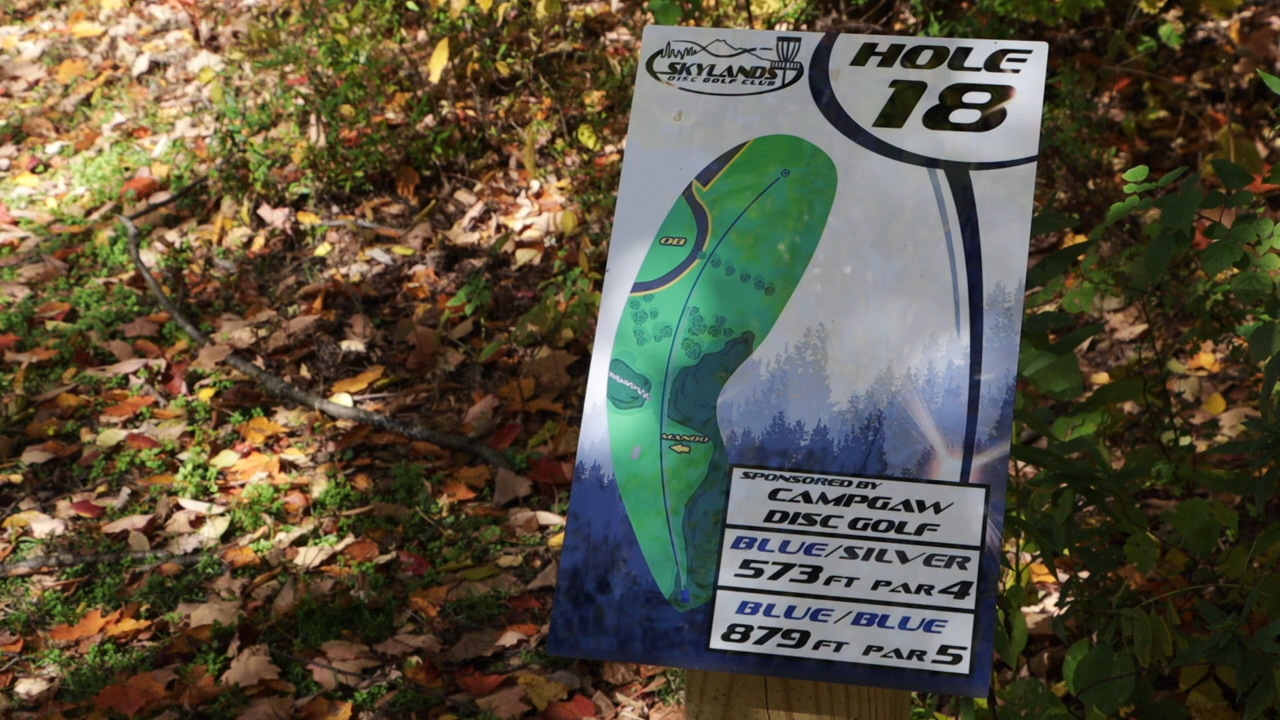 SKYLANDS
DISC GOLF CLUB
HOLE
18
OB
MANDO
SPONSORED BY
CAMPGAW
DISC GOLF
BLUE/SILVER
573 FT PAR 4
BLUE/BLUE
879 FT PAR 5